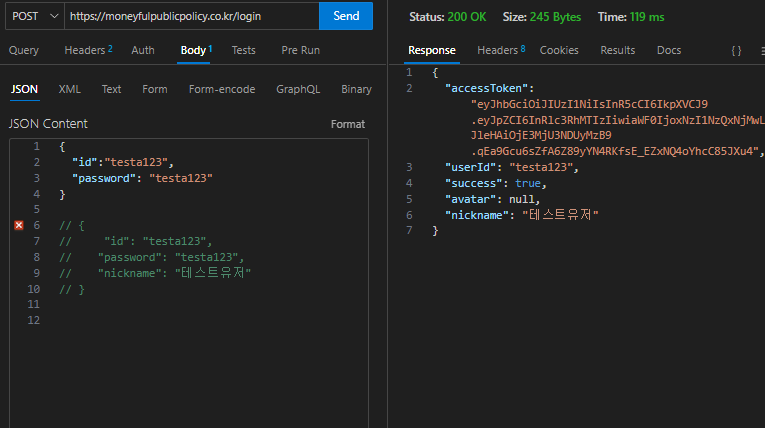 POST https://moneyfulpublicpolicy.co.kr/login Send
Query Headers 2 Auth Body 1 Tests Pre Run
JSON XML Text Form Form-encode GraphQL Binary
JSON Content Format
1 {
2 "id":"testa123",
3 "password": "testa123"
4 }
5
6 // {
7 // "id": "testa123",
8 // "password": "testa123",
9 // "nickname": "테스트유저"
10 // }
11
12
Status: 200 OK Size: 245 Bytes Time: 119 ms
Response Headers 8 Cookies Results Docs { }
1 {
2 "accessToken":
"eyJhbGciOiJIUzI1NiIsInR5cCI6IkpXVCJ9
.eyJpZCI6InRlc3RhMTIzIiwiaWF0IjoxNzI1NzQxNjMwL
JleHAiOjE3MjU3NDUyMzB9
.qEa9Gcu6sZfA6Z89yYN4RKfsE_EZxNQ4oYhcC85JXu4",
3 "userId": "testa123",
4 "success": true,
5 "avatar": null,
6 "nickname": "테스트유저"
7 }